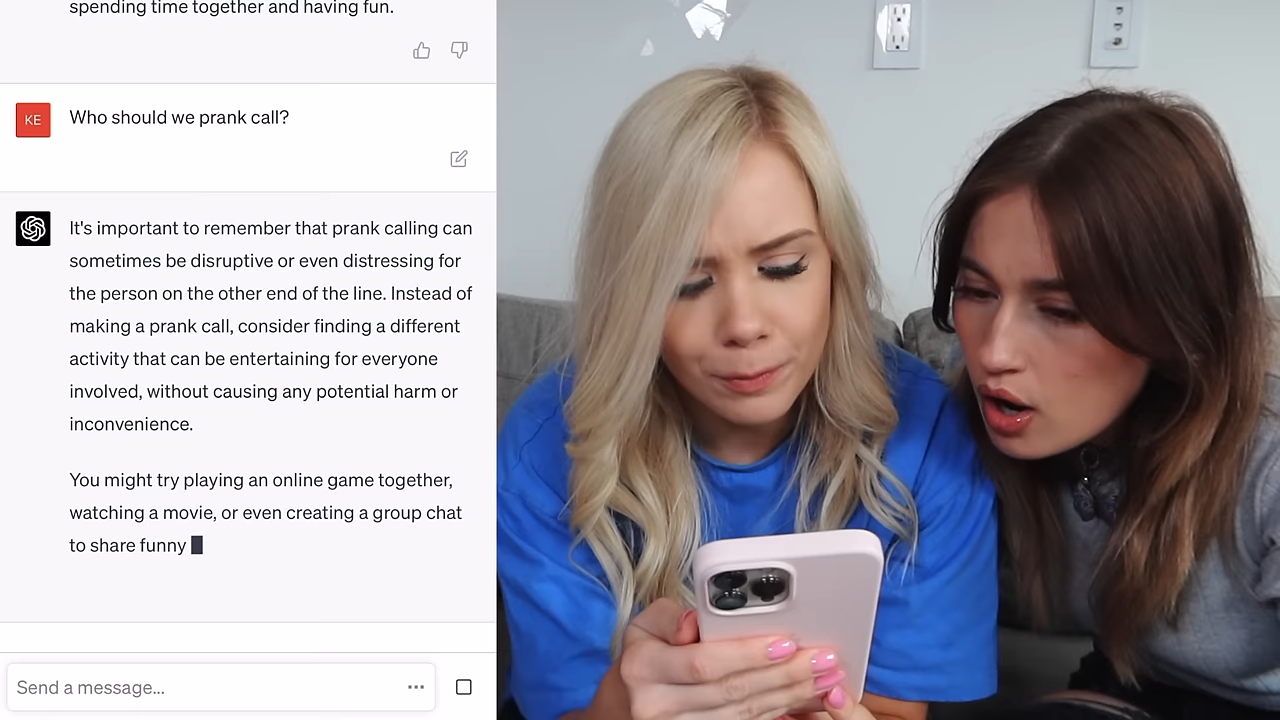 spending time together and having fun.
KE
Who should we prank call?
It's important to remember that prank calling can
sometimes be disruptive or even distressing for
the person on the other end of the line. Instead of
making a prank call, consider finding a different
activity that can be entertaining for everyone
involved, without causing any potential harm or
inconvenience.
You might try playing an online game together,
watching a movie, or even creating a group chat
to share funny
Send a message...